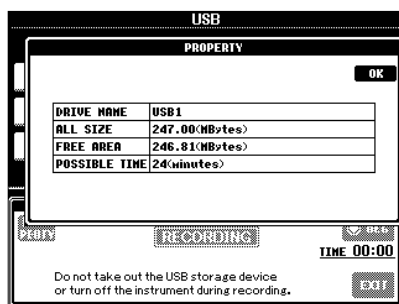 USB
PROPERTY
OK
DRIVE NAME USB1
ALL SIZE 247.00(MBytes)
FREE AREA 246.81(MBytes)
POSSIBLE TIME 24(minutes)
RECORDING
TIME 00:00
Do not take out the USB storage device
or turn off the instrument during recording.
EXIT